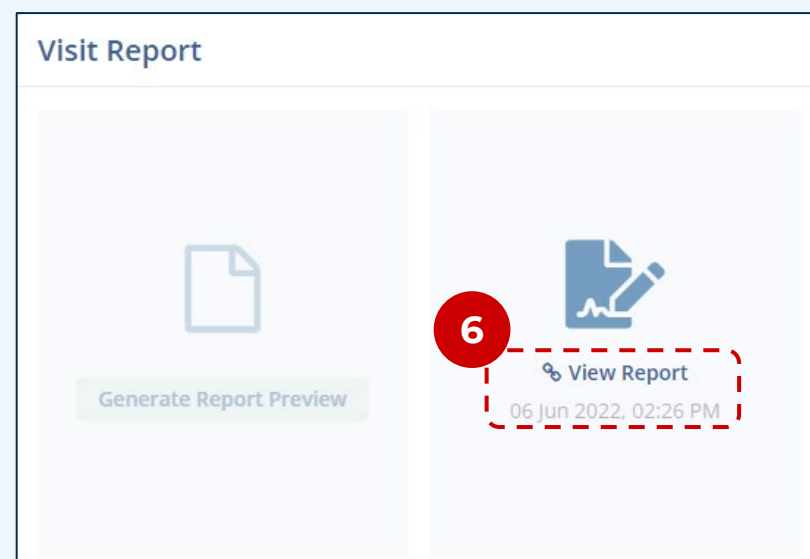 Visit Report
Generate Report Preview
6
View Report
06 Jun 2022, 02:26 PM